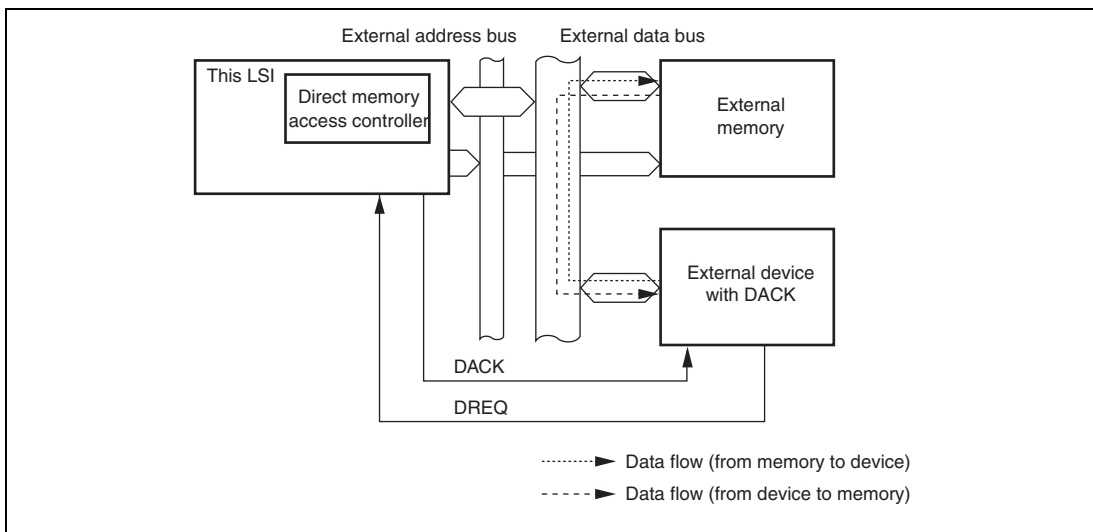 External address bus
External data bus
This LSI
Direct memory
access controller
External
memory
External device
with DACK
DACK
DREQ
Data flow (from memory to device)
Data flow (from device to memory)